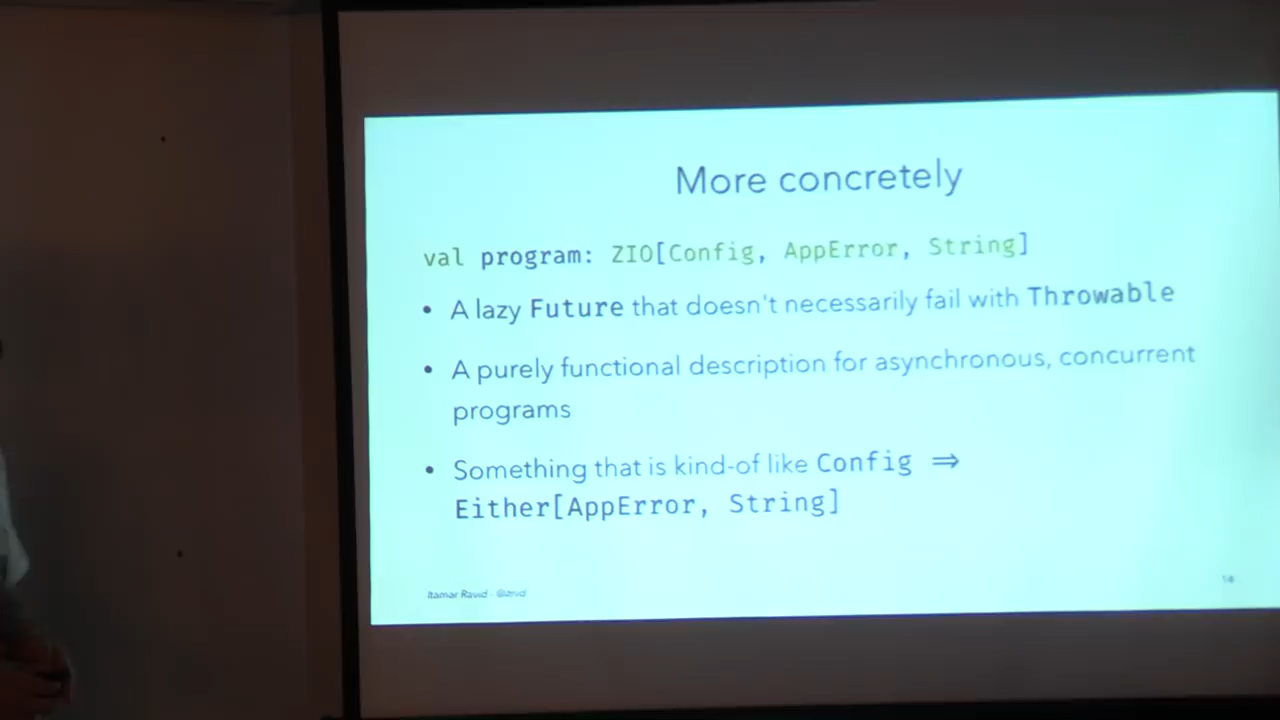 More concretely
val program: ZIO[Config, AppError, String]
• A lazy Future that doesn't necessarily fail with Throwable
• A purely functional description for asynchronous, concurrent
programs
• Something that is kind-of like Config ⇒
Either[AppError, String]
Itamar Ravid -